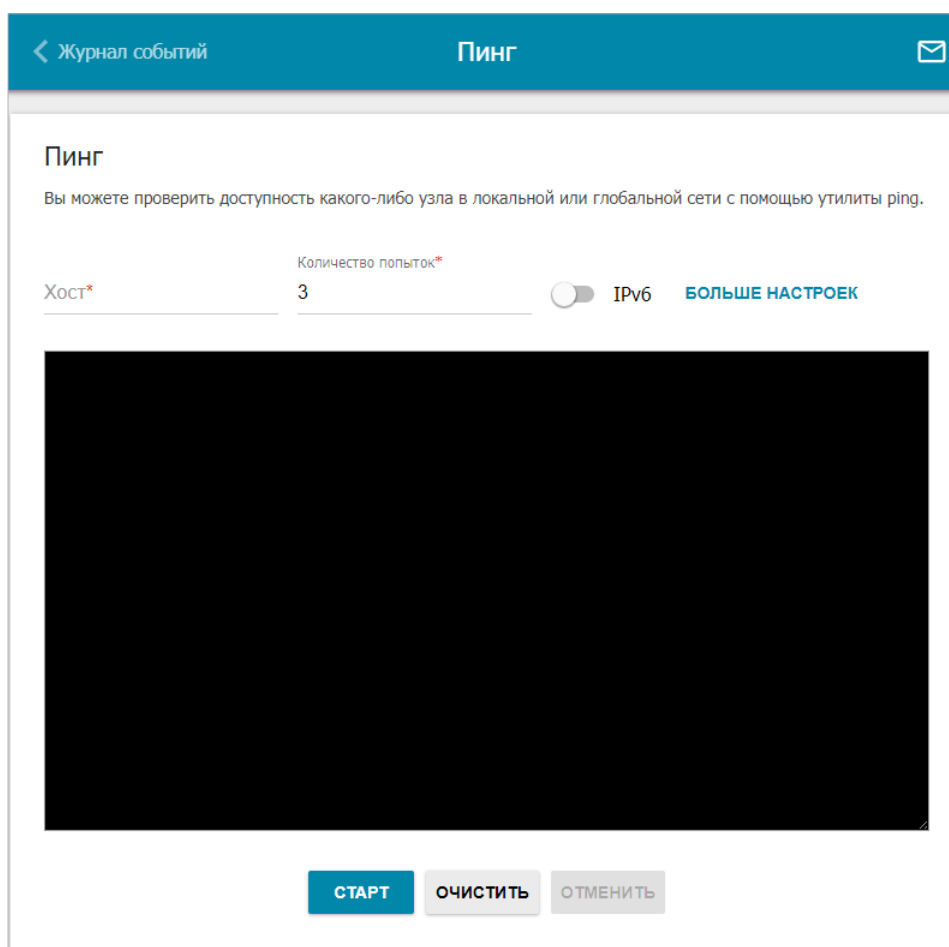 Журнал событий
Пинг
Пинг
Вы можете проверить доступность какого-либо узла в локальной или глобальной сети с помощью утилиты ping.
Количество попыток*
Хост*
3
IPv6
БОЛЬШЕ НАСТРОЕК
СТАРТ
ОЧИСТИТЬ
ОТМЕНИТЬ